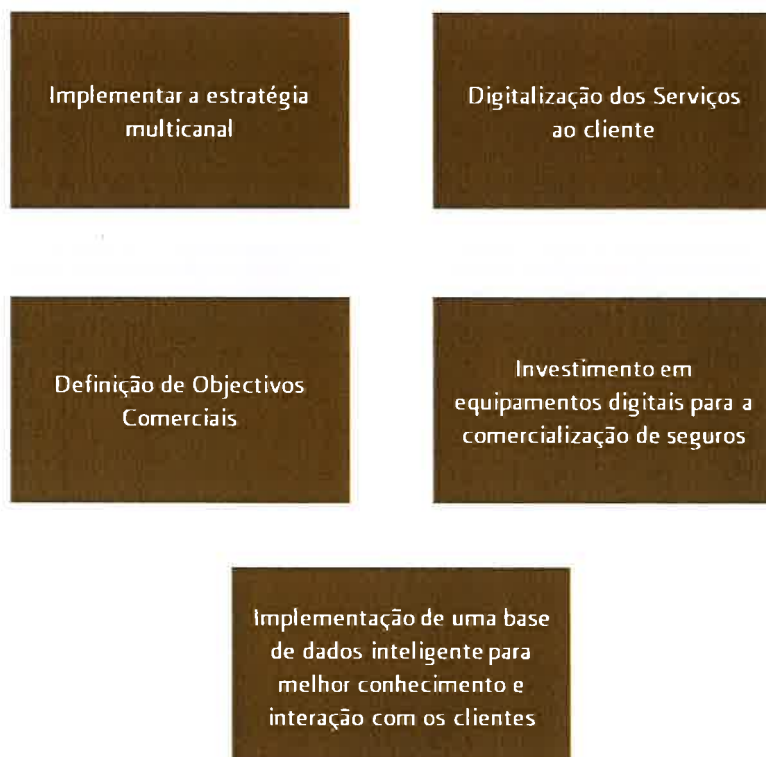 Implementar a estratégia
multicanal
Digitalização dos Serviços
ao cliente
Definição de Objectivos
Comerciais
Investimento em
equipamentos digitais para a
comercialização de seguros
Implementação de uma base
de dados inteligente para
melhor conhecimento e
interação com os clientes